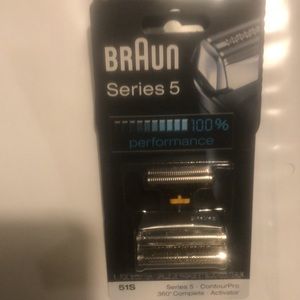 BRAUN
Series 5
100%
performance
51S
Series 5 · ContourPro
360° Complete · Activator